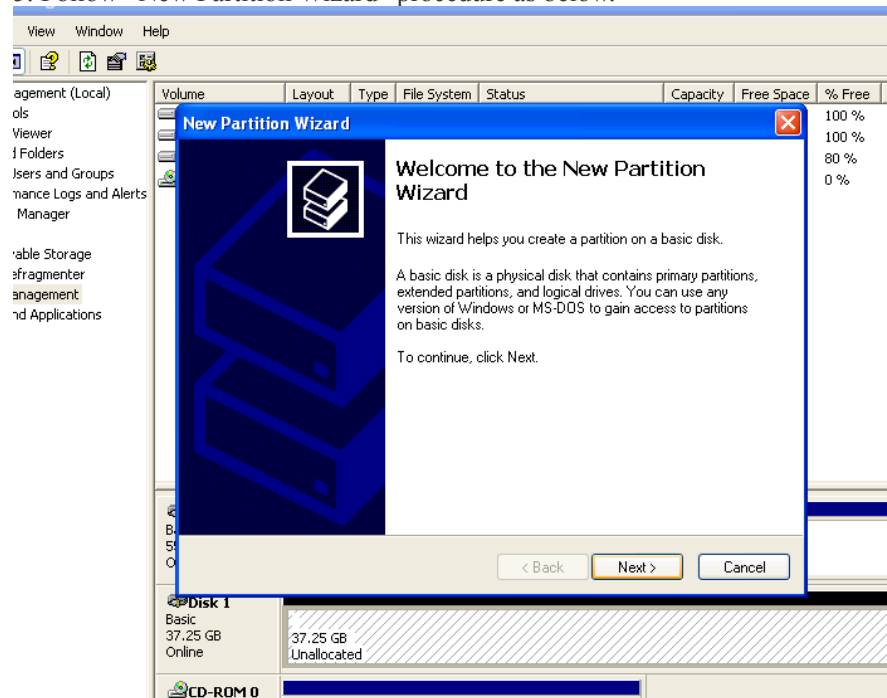 View Window Help
agement (Local)
ols
Viewer
d Folders
Users and Groups
mance Logs and Alerts
Manager
able Storage
efragmenter
anagement
nd Applications
Volume Layout Type File System Status Capacity Free Space % Free
100 %
100 %
80 %
0 %
New Partition Wizard
Welcome to the New Partition
Wizard
This wizard helps you create a partition on a basic disk.
A basic disk is a physical disk that contains primary partitions,
extended partitions, and logical drives. You can use any
version of Windows or MS-DOS to gain access to partitions
on basic disks.
To continue, click Next.
< Back Next > Cancel
Disk 1
Basic
37.25 GB
Online
37.25 GB
Unallocated
CD-ROM 0